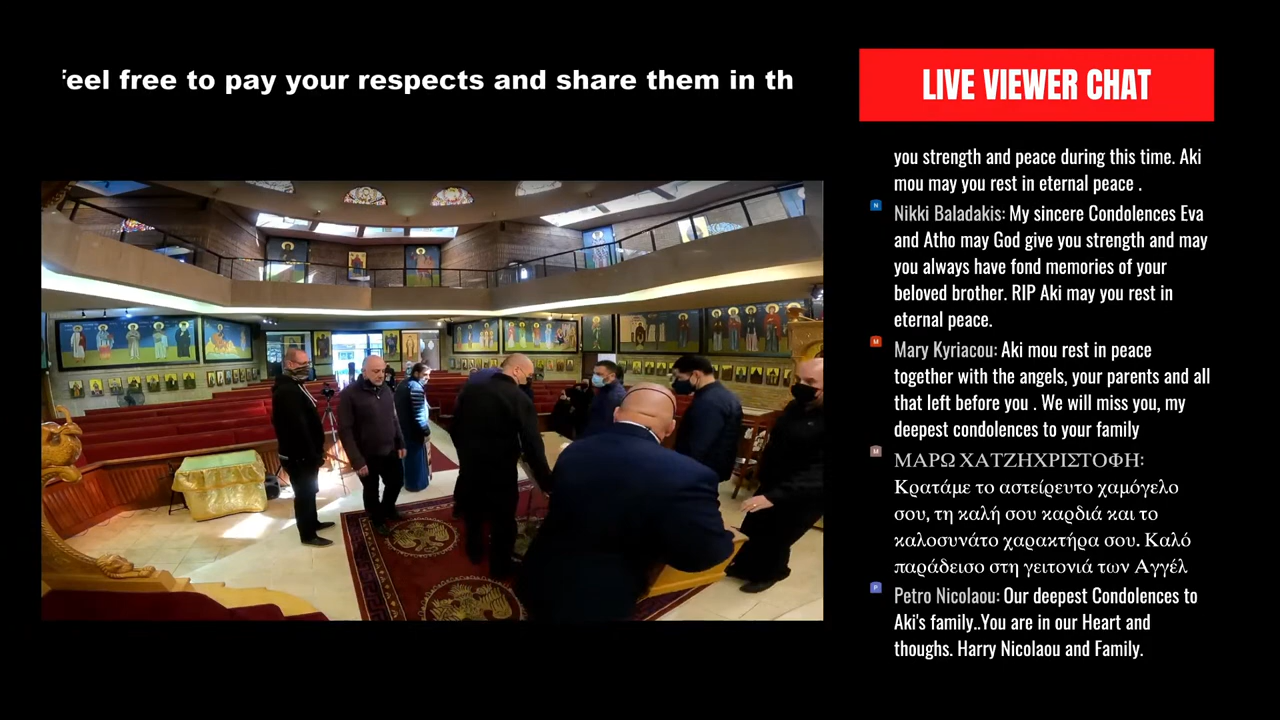 feel free to pay your respects and share them in th
LIVE VIEWER CHAT
you strength and peace during this time. Aki
mou may you rest in eternal peace .
N
Nikki Baladakis: My sincere Condolences Eva
and Atho may God give you strength and may
you always have fond memories of your
beloved brother. RIP Aki may you rest in
eternal peace.
M
Mary Kyriacou: Aki mou rest in peace
together with the angels, your parents and all
that left before you . We will miss you, my
deepest condolences to your family
M
ΜΑΡΩ ΧΑΤΖΗΧΡΙΣΤΟΦΗ:
Κρατάμε το αστείρευτο χαμόγελο
σου, τη καλή σου καρδιά και το
καλοσυνάτο χαρακτήρα σου. Καλό
παράδεισο στη γειτονιά των Αγγέλ
P
Petro Nicolaou: Our deepest Condolences to
Aki's family..You are in our Heart and
thoughs. Harry Nicolaou and Family.